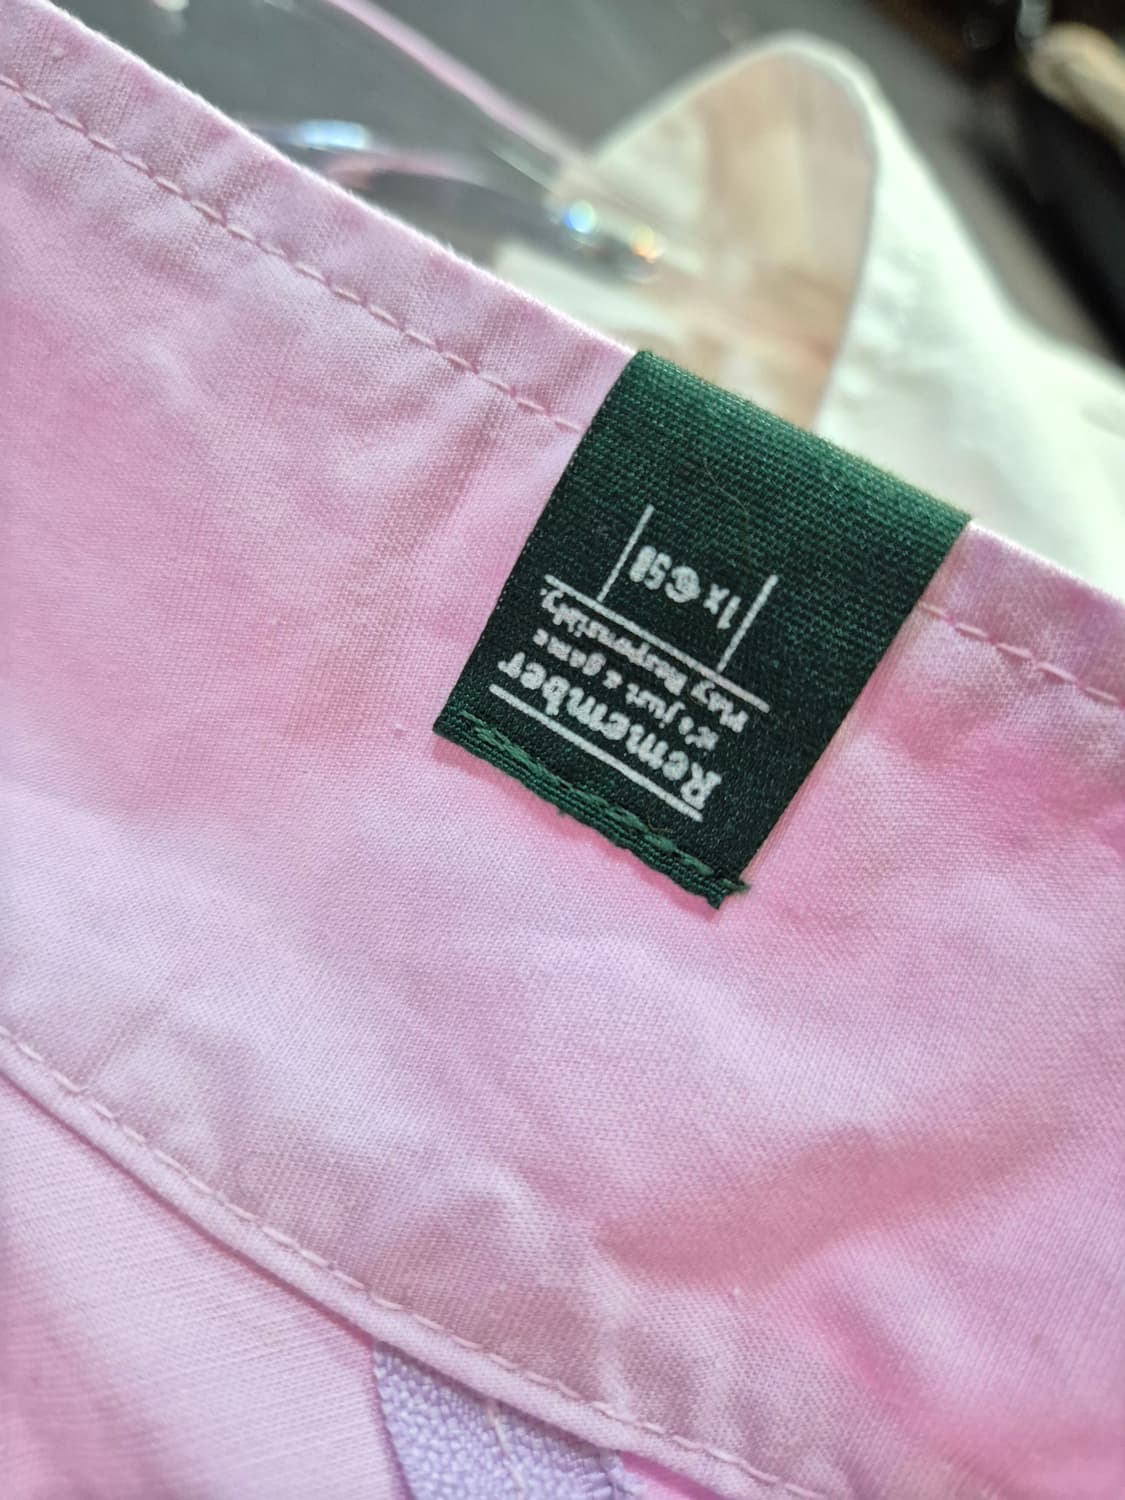 Remember
it's just a game
Play Responsibly.